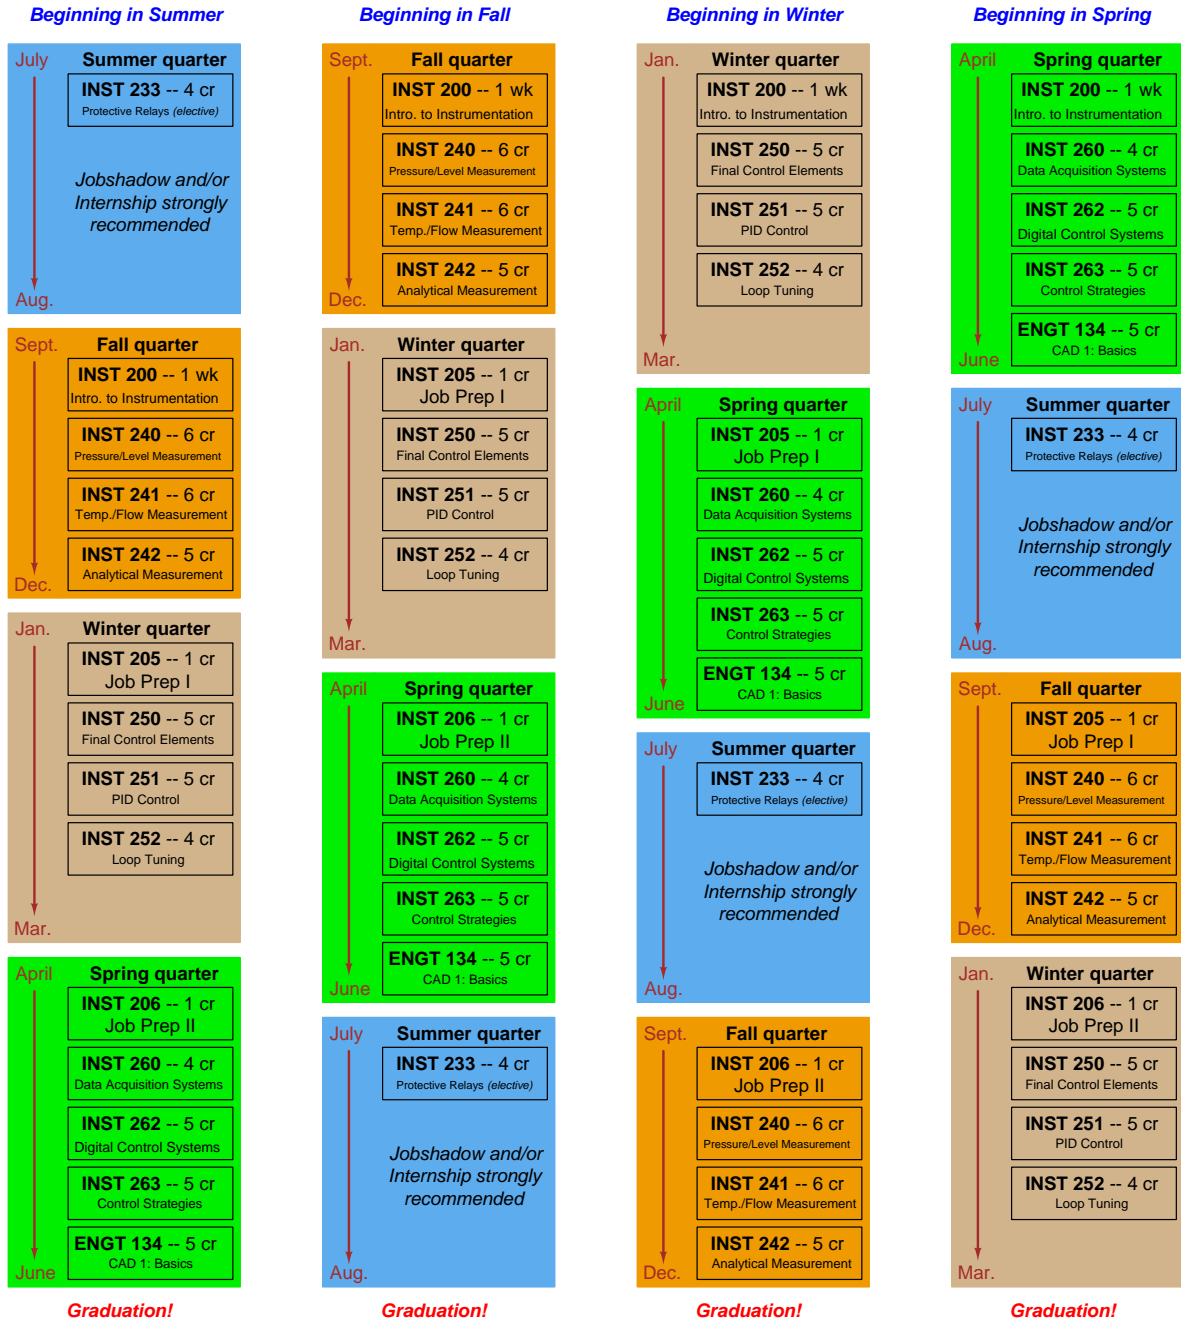 Beginning in Summer
July
Summer quarter
INST 233 -- 4 cr
Protective Relays (elective)
Jobshadow and/or
Internship strongly
recommended
Aug.
Sept.
Fall quarter
INST 200 -- 1 wk
Intro. to Instrumentation
INST 240 -- 6 cr
Pressure/Level Measurement
INST 241 -- 6 cr
Temp./Flow Measurement
INST 242 -- 5 cr
Analytical Measurement
Dec.
Jan.
Winter quarter
INST 205 -- 1 cr
Job Prep I
INST 250 -- 5 cr
Final Control Elements
INST 251 -- 5 cr
PID Control
INST 252 -- 4 cr
Loop Tuning
Mar.
April
Spring quarter
INST 206 -- 1 cr
Job Prep II
INST 260 -- 4 cr
Data Acquisition Systems
INST 262 -- 5 cr
Digital Control Systems
INST 263 -- 5 cr
Control Strategies
ENGT 134 -- 5 cr
CAD 1: Basics
June
Graduation!
Beginning in Fall
Sept.
Fall quarter
INST 200 -- 1 wk
Intro. to Instrumentation
INST 240 -- 6 cr
Pressure/Level Measurement
INST 241 -- 6 cr
Temp./Flow Measurement
INST 242 -- 5 cr
Analytical Measurement
Dec.
Jan.
Winter quarter
INST 205 -- 1 cr
Job Prep I
INST 250 -- 5 cr
Final Control Elements
INST 251 -- 5 cr
PID Control
INST 252 -- 4 cr
Loop Tuning
Mar.
April
Spring quarter
INST 206 -- 1 cr
Job Prep II
INST 260 -- 4 cr
Data Acquisition Systems
INST 262 -- 5 cr
Digital Control Systems
INST 263 -- 5 cr
Control Strategies
ENGT 134 -- 5 cr
CAD 1: Basics
June
July
Summer quarter
INST 233 -- 4 cr
Protective Relays (elective)
Jobshadow and/or
Internship strongly
recommended
Aug.
Graduation!
Beginning in Winter
Jan.
Winter quarter
INST 200 -- 1 wk
Intro. to Instrumentation
INST 250 -- 5 cr
Final Control Elements
INST 251 -- 5 cr
PID Control
INST 252 -- 4 cr
Loop Tuning
Mar.
April
Spring quarter
INST 205 -- 1 cr
Job Prep I
INST 260 -- 4 cr
Data Acquisition Systems
INST 262 -- 5 cr
Digital Control Systems
INST 263 -- 5 cr
Control Strategies
ENGT 134 -- 5 cr
CAD 1: Basics
June
July
Summer quarter
INST 233 -- 4 cr
Protective Relays (elective)
Jobshadow and/or
Internship strongly
recommended
Aug.
Sept.
Fall quarter
INST 206 -- 1 cr
Job Prep II
INST 240 -- 6 cr
Pressure/Level Measurement
INST 241 -- 6 cr
Temp./Flow Measurement
INST 242 -- 5 cr
Analytical Measurement
Dec.
Graduation!
Beginning in Spring
April
Spring quarter
INST 200 -- 1 wk
Intro. to Instrumentation
INST 260 -- 4 cr
Data Acquisition Systems
INST 262 -- 5 cr
Digital Control Systems
INST 263 -- 5 cr
Control Strategies
ENGT 134 -- 5 cr
CAD 1: Basics
June
July
Summer quarter
INST 233 -- 4 cr
Protective Relays (elective)
Jobshadow and/or
Internship strongly
recommended
Aug.
Sept.
Fall quarter
INST 205 -- 1 cr
Job Prep I
INST 240 -- 6 cr
Pressure/Level Measurement
INST 241 -- 6 cr
Temp./Flow Measurement
INST 242 -- 5 cr
Analytical Measurement
Dec.
Jan.
Winter quarter
INST 206 -- 1 cr
Job Prep II
INST 250 -- 5 cr
Final Control Elements
INST 251 -- 5 cr
PID Control
INST 252 -- 4 cr
Loop Tuning
Mar.
Graduation!